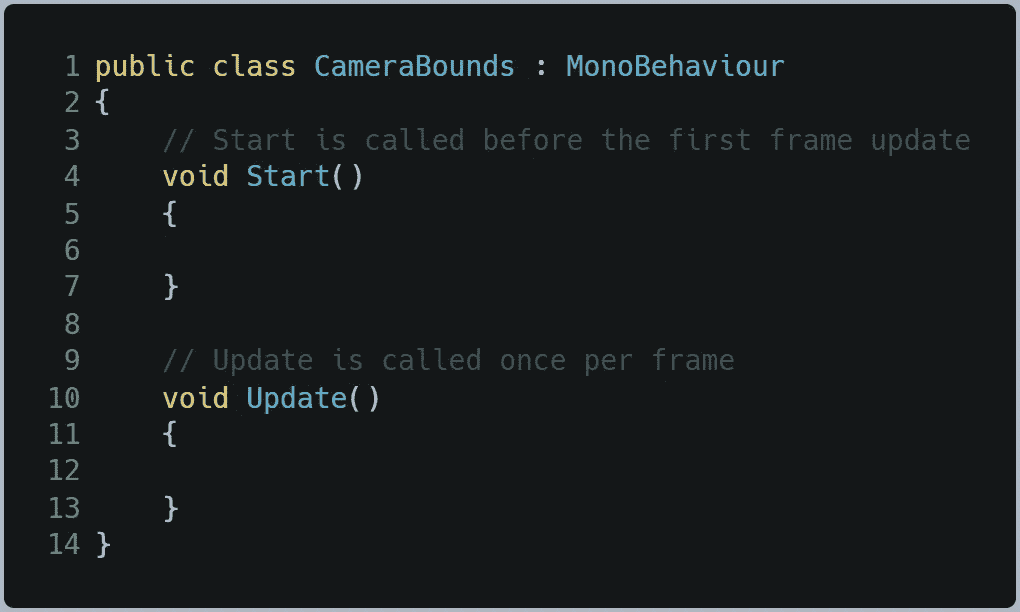 1 public class CameraBounds : MonoBehaviour
2 {
3     // Start is called before the first frame update
4     void Start()
5     {
6
7     }
8
9     // Update is called once per frame
10     void Update()
11     {
12
13     }
14 }